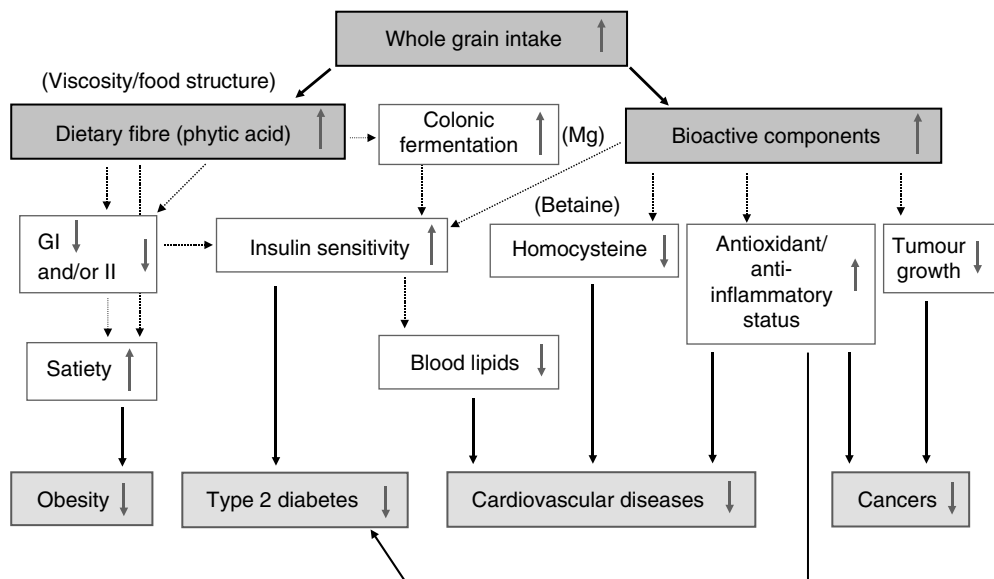 Whole grain intake
(Viscosity/food structure)
Dietary fibre (phytic acid)
Colonic
fermentation
(Mg)
Bioactive components
GI
and/or II
Insulin sensitivity
(Betaine)
Homocysteine
Antioxidant/
anti-
inflammatory
status
Tumour
growth
Satiety
Blood lipids
Obesity
Type 2 diabetes
Cardiovascular diseases
Cancers